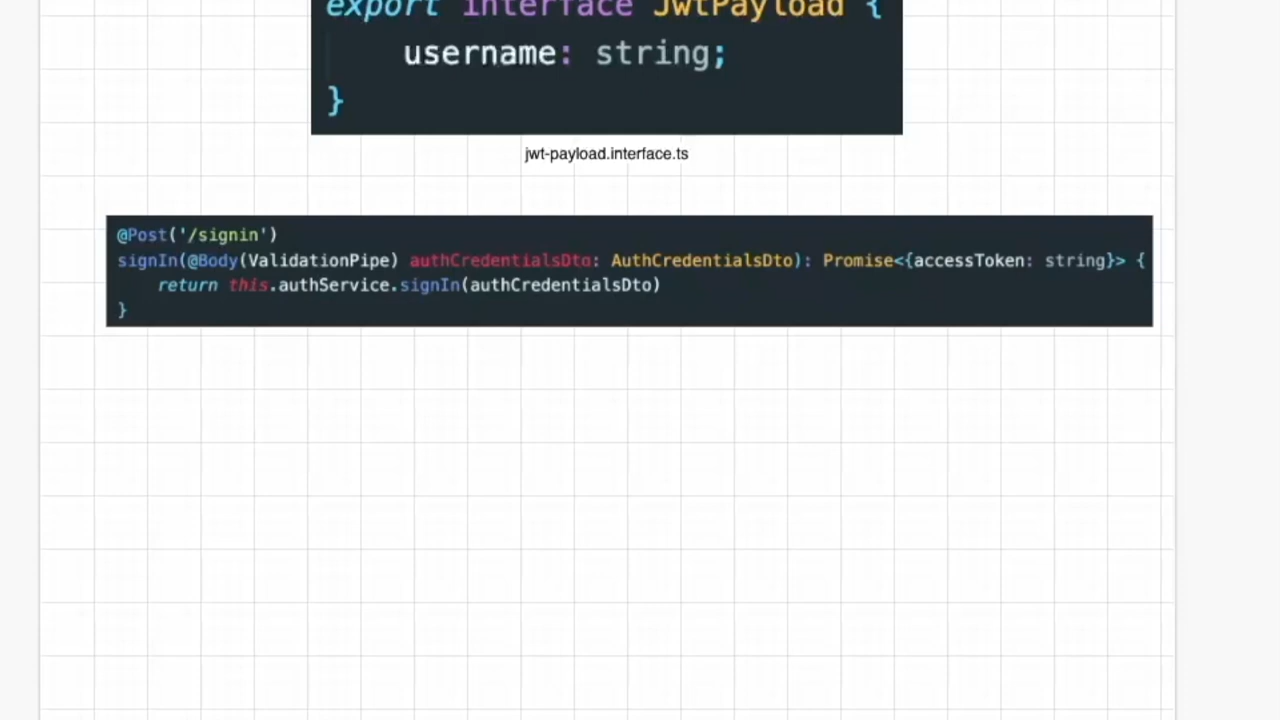 export interface JwtPayload {
username: string;
}
jwt-payload.interface.ts
@Post('/signin')
signIn(@Body(ValidationPipe) authCredentialsDto: AuthCredentialsDto): Promise<{accessToken: string}> {
return this.authService.signIn(authCredentialsDto)
}